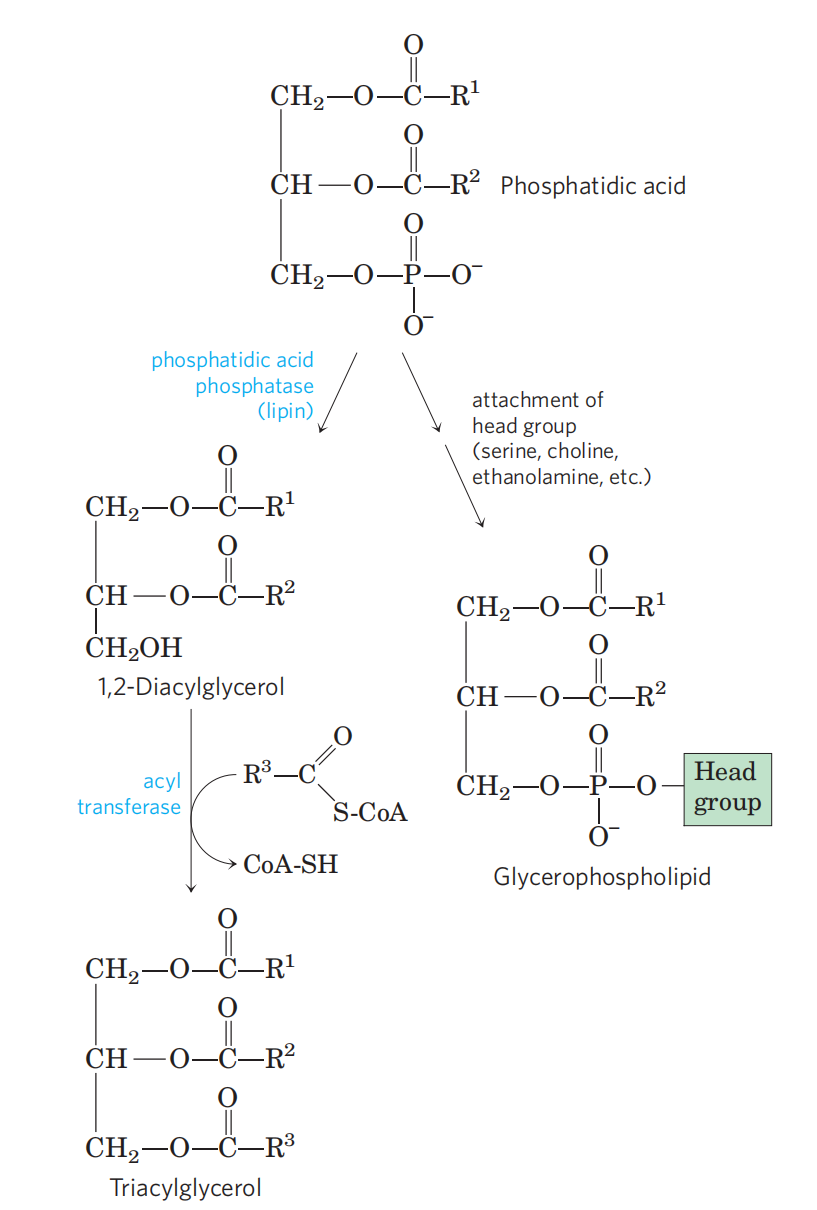 O
CH₂—O—C—R¹
O
CH—O—C—R² Phosphatidic acid
O
CH₂—O—P—O⁻
O⁻
phosphatidic acid
phosphatase
(lipin)
attachment of
head group
(serine, choline,
ethanolamine, etc.)
O
CH₂—O—C—R¹
O
CH—O—C—R²
CH₂OH
1,2-Diacylglycerol
O
CH₂—O—C—R¹
O
CH—O—C—R²
O
CH₂—O—P—O—
Head
group
O⁻
Glycerophospholipid
acyl
transferase
O
R³—C
S-CoA
CoA-SH
O
CH₂—O—C—R¹
O
CH—O—C—R²
O
CH₂—O—C—R³
Triacylglycerol